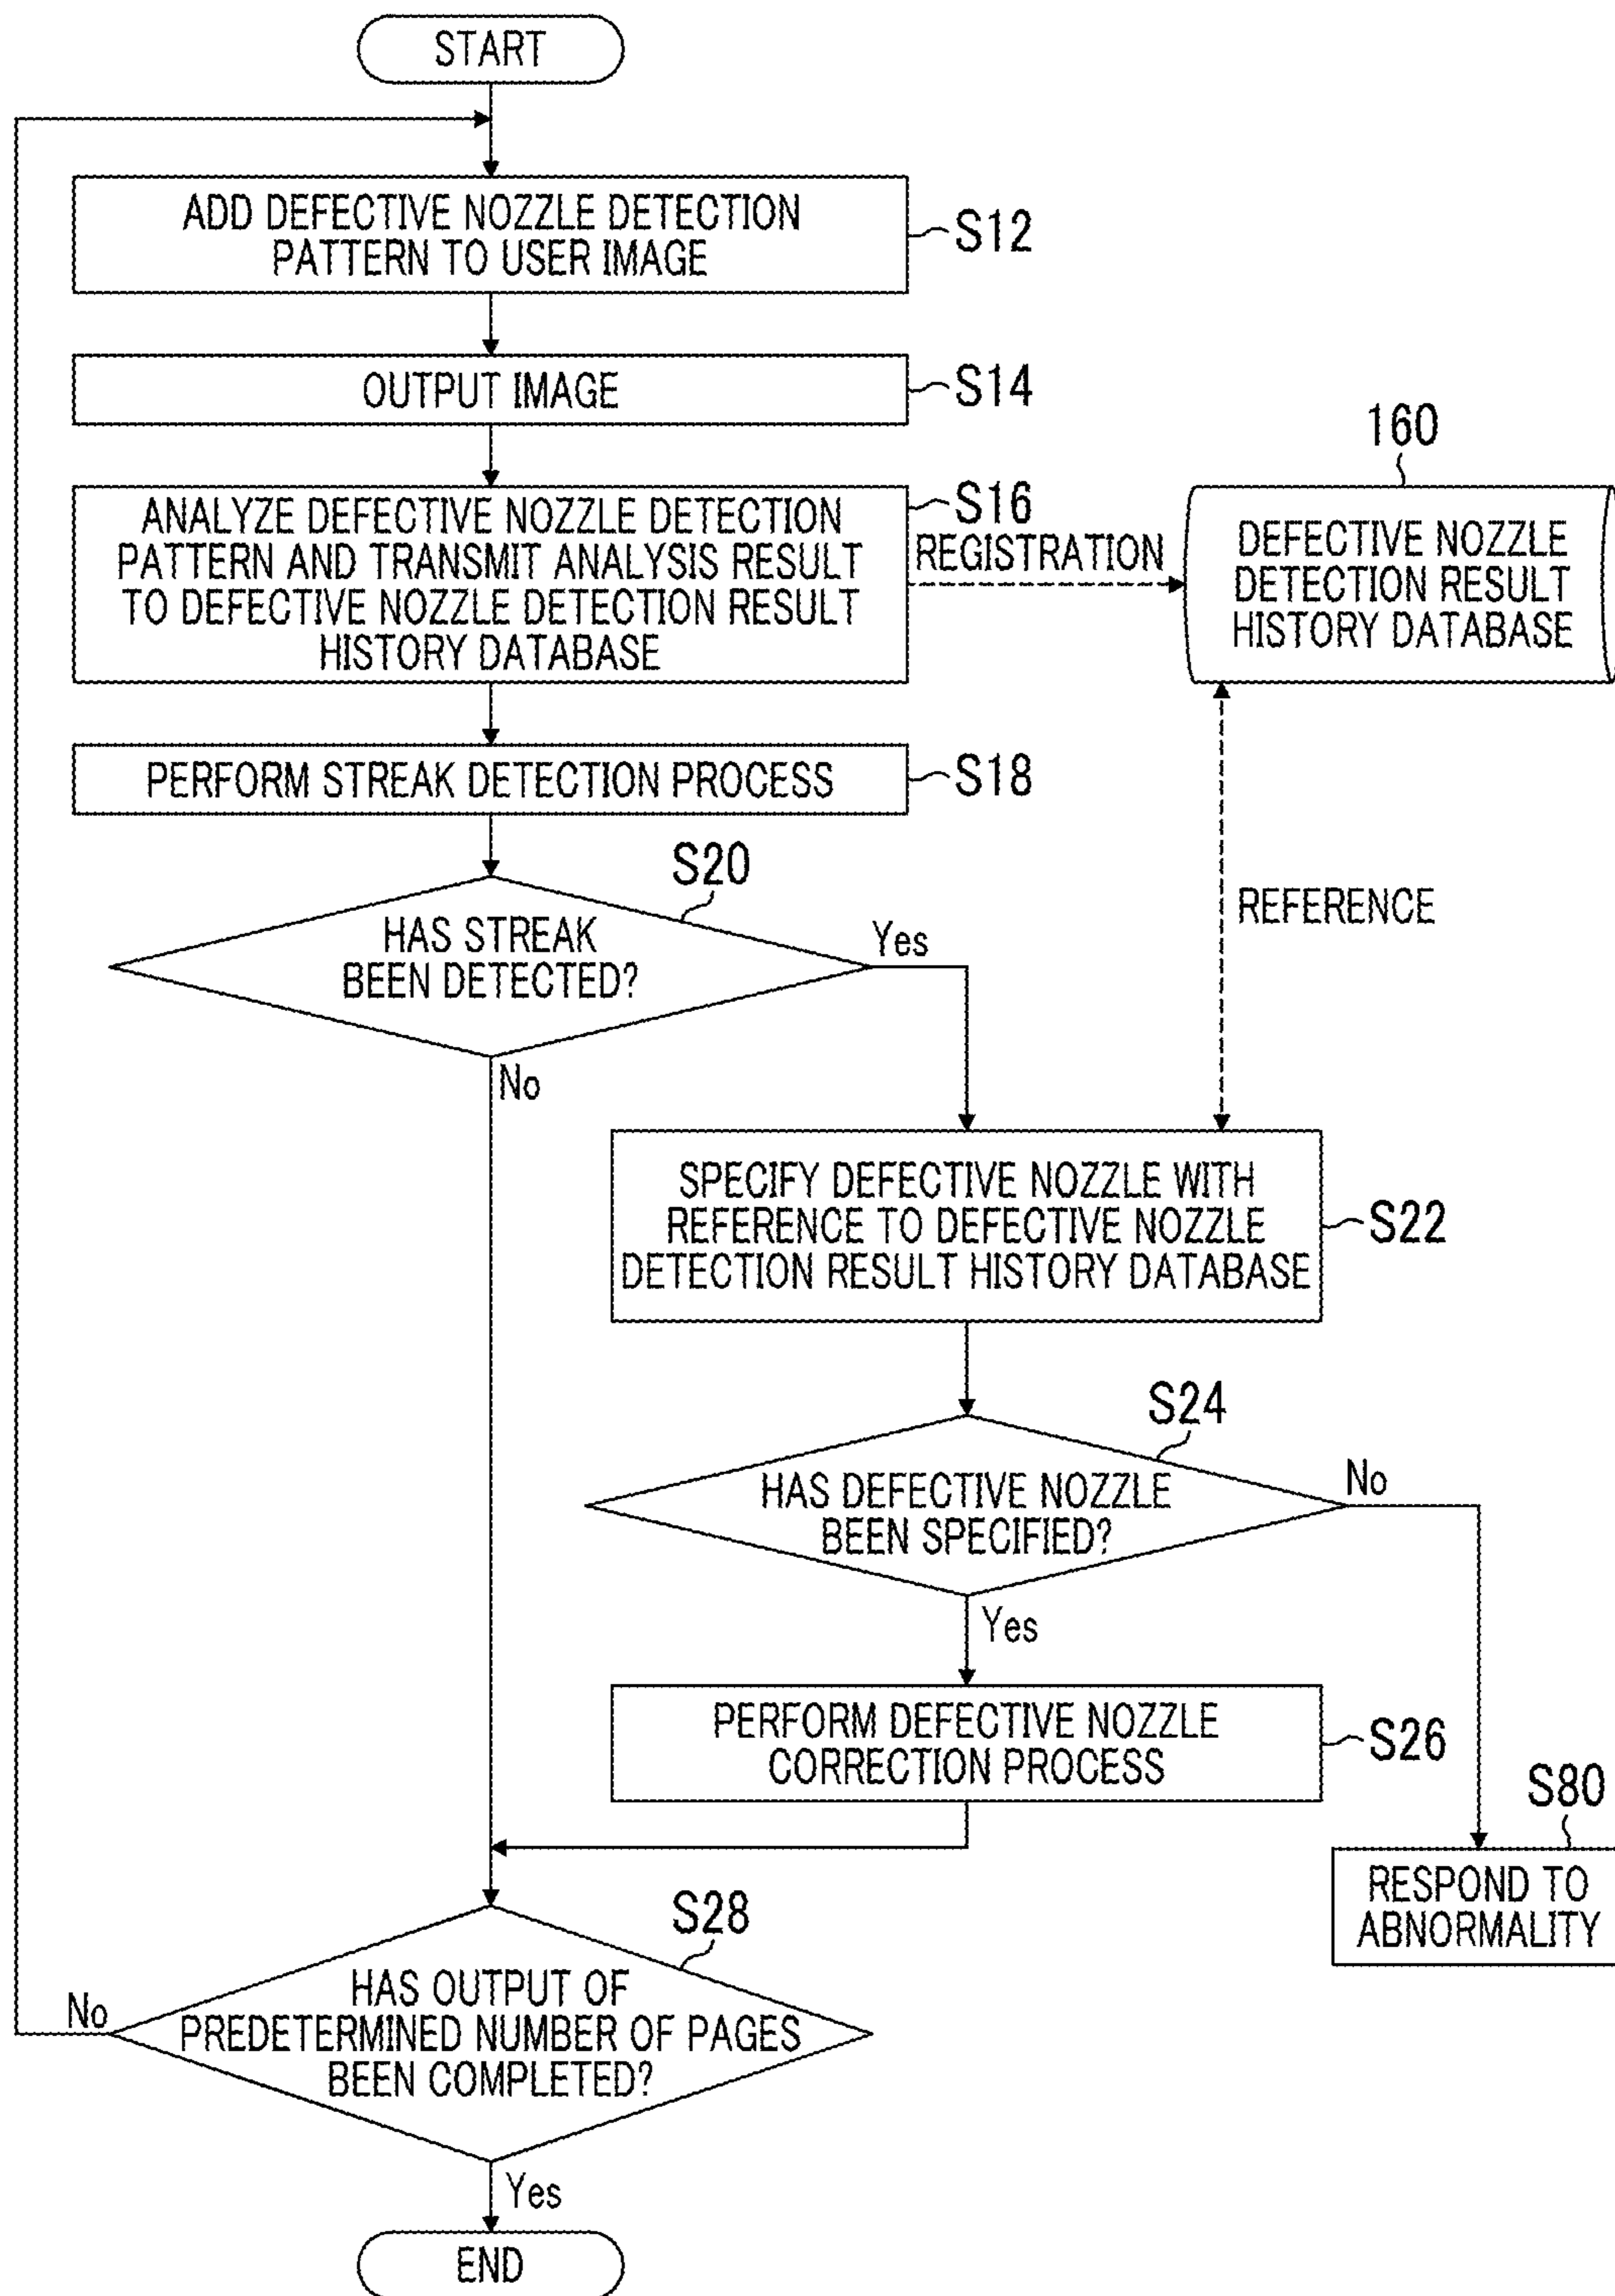 START
ADD DEFECTIVE NOZZLE DETECTION
PATTERN TO USER IMAGE
S12
OUTPUT IMAGE
S14
160
ANALYZE DEFECTIVE NOZZLE DETECTION
PATTERN AND TRANSMIT ANALYSIS RESULT
TO DEFECTIVE NOZZLE DETECTION RESULT
HISTORY DATABASE
S16
REGISTRATION
DEFECTIVE NOZZLE
DETECTION RESULT
HISTORY DATABASE
PERFORM STREAK DETECTION PROCESS
S18
S20
HAS STREAK
BEEN DETECTED?
Yes
REFERENCE
No
SPECIFY DEFECTIVE NOZZLE WITH
REFERENCE TO DEFECTIVE NOZZLE
DETECTION RESULT HISTORY DATABASE
S22
S24
HAS DEFECTIVE NOZZLE
BEEN SPECIFIED?
No
Yes
PERFORM DEFECTIVE NOZZLE
CORRECTION PROCESS
S26
S80
RESPOND TO
ABNORMALITY
S28
HAS OUTPUT OF
PREDETERMINED NUMBER OF PAGES
BEEN COMPLETED?
No
Yes
END